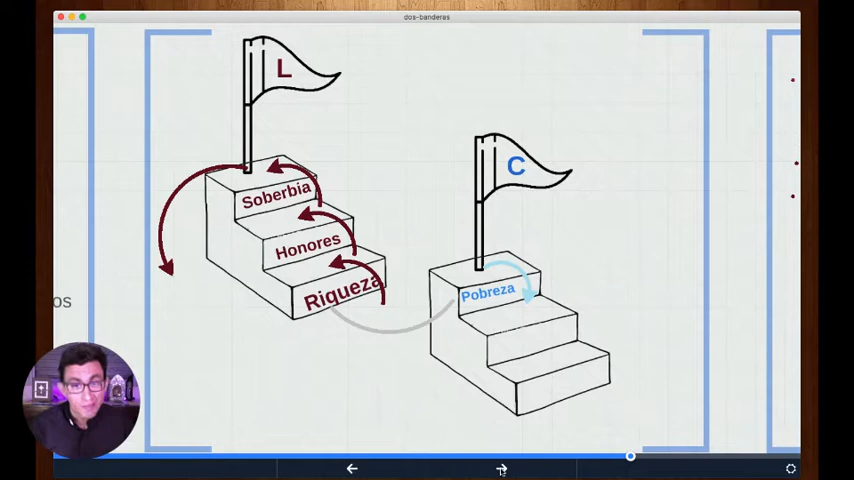 dos-banderas
L
C
Soberbia
Honores
Riqueza
Pobreza
os